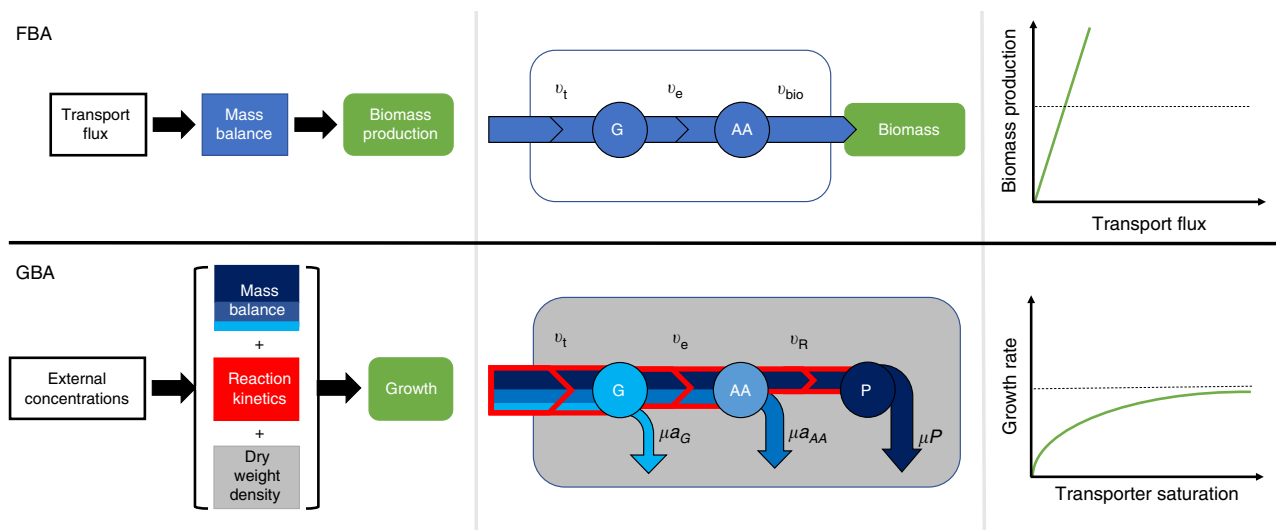 FBA
Transport
flux
Mass
balance
Biomass
production
υt
υe
υbio
G
AA
Biomass
Biomass production
Transport flux
GBA
External
concentrations
Mass
balance
+
Reaction
kinetics
+
Dry
weight
density
Growth
υt
υe
υR
G
AA
P
μaG
μaAA
μP
Growth rate
Transporter saturation